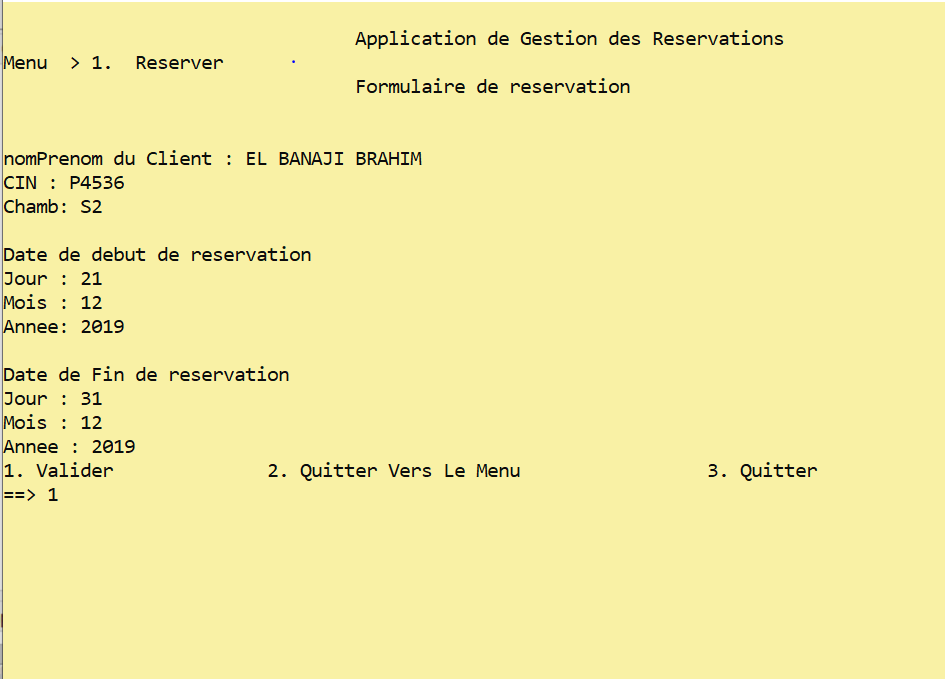 Application de Gestion des Reservations
Menu > 1. Reserver
Formulaire de reservation
nomPrenom du Client : EL BANAJI BRAHIM
CIN : P4536
Chamb: S2
Date de debut de reservation
Jour : 21
Mois : 12
Annee: 2019
Date de Fin de reservation
Jour : 31
Mois : 12
Annee : 2019
1. Valider 2. Quitter Vers Le Menu 3. Quitter
==> 1